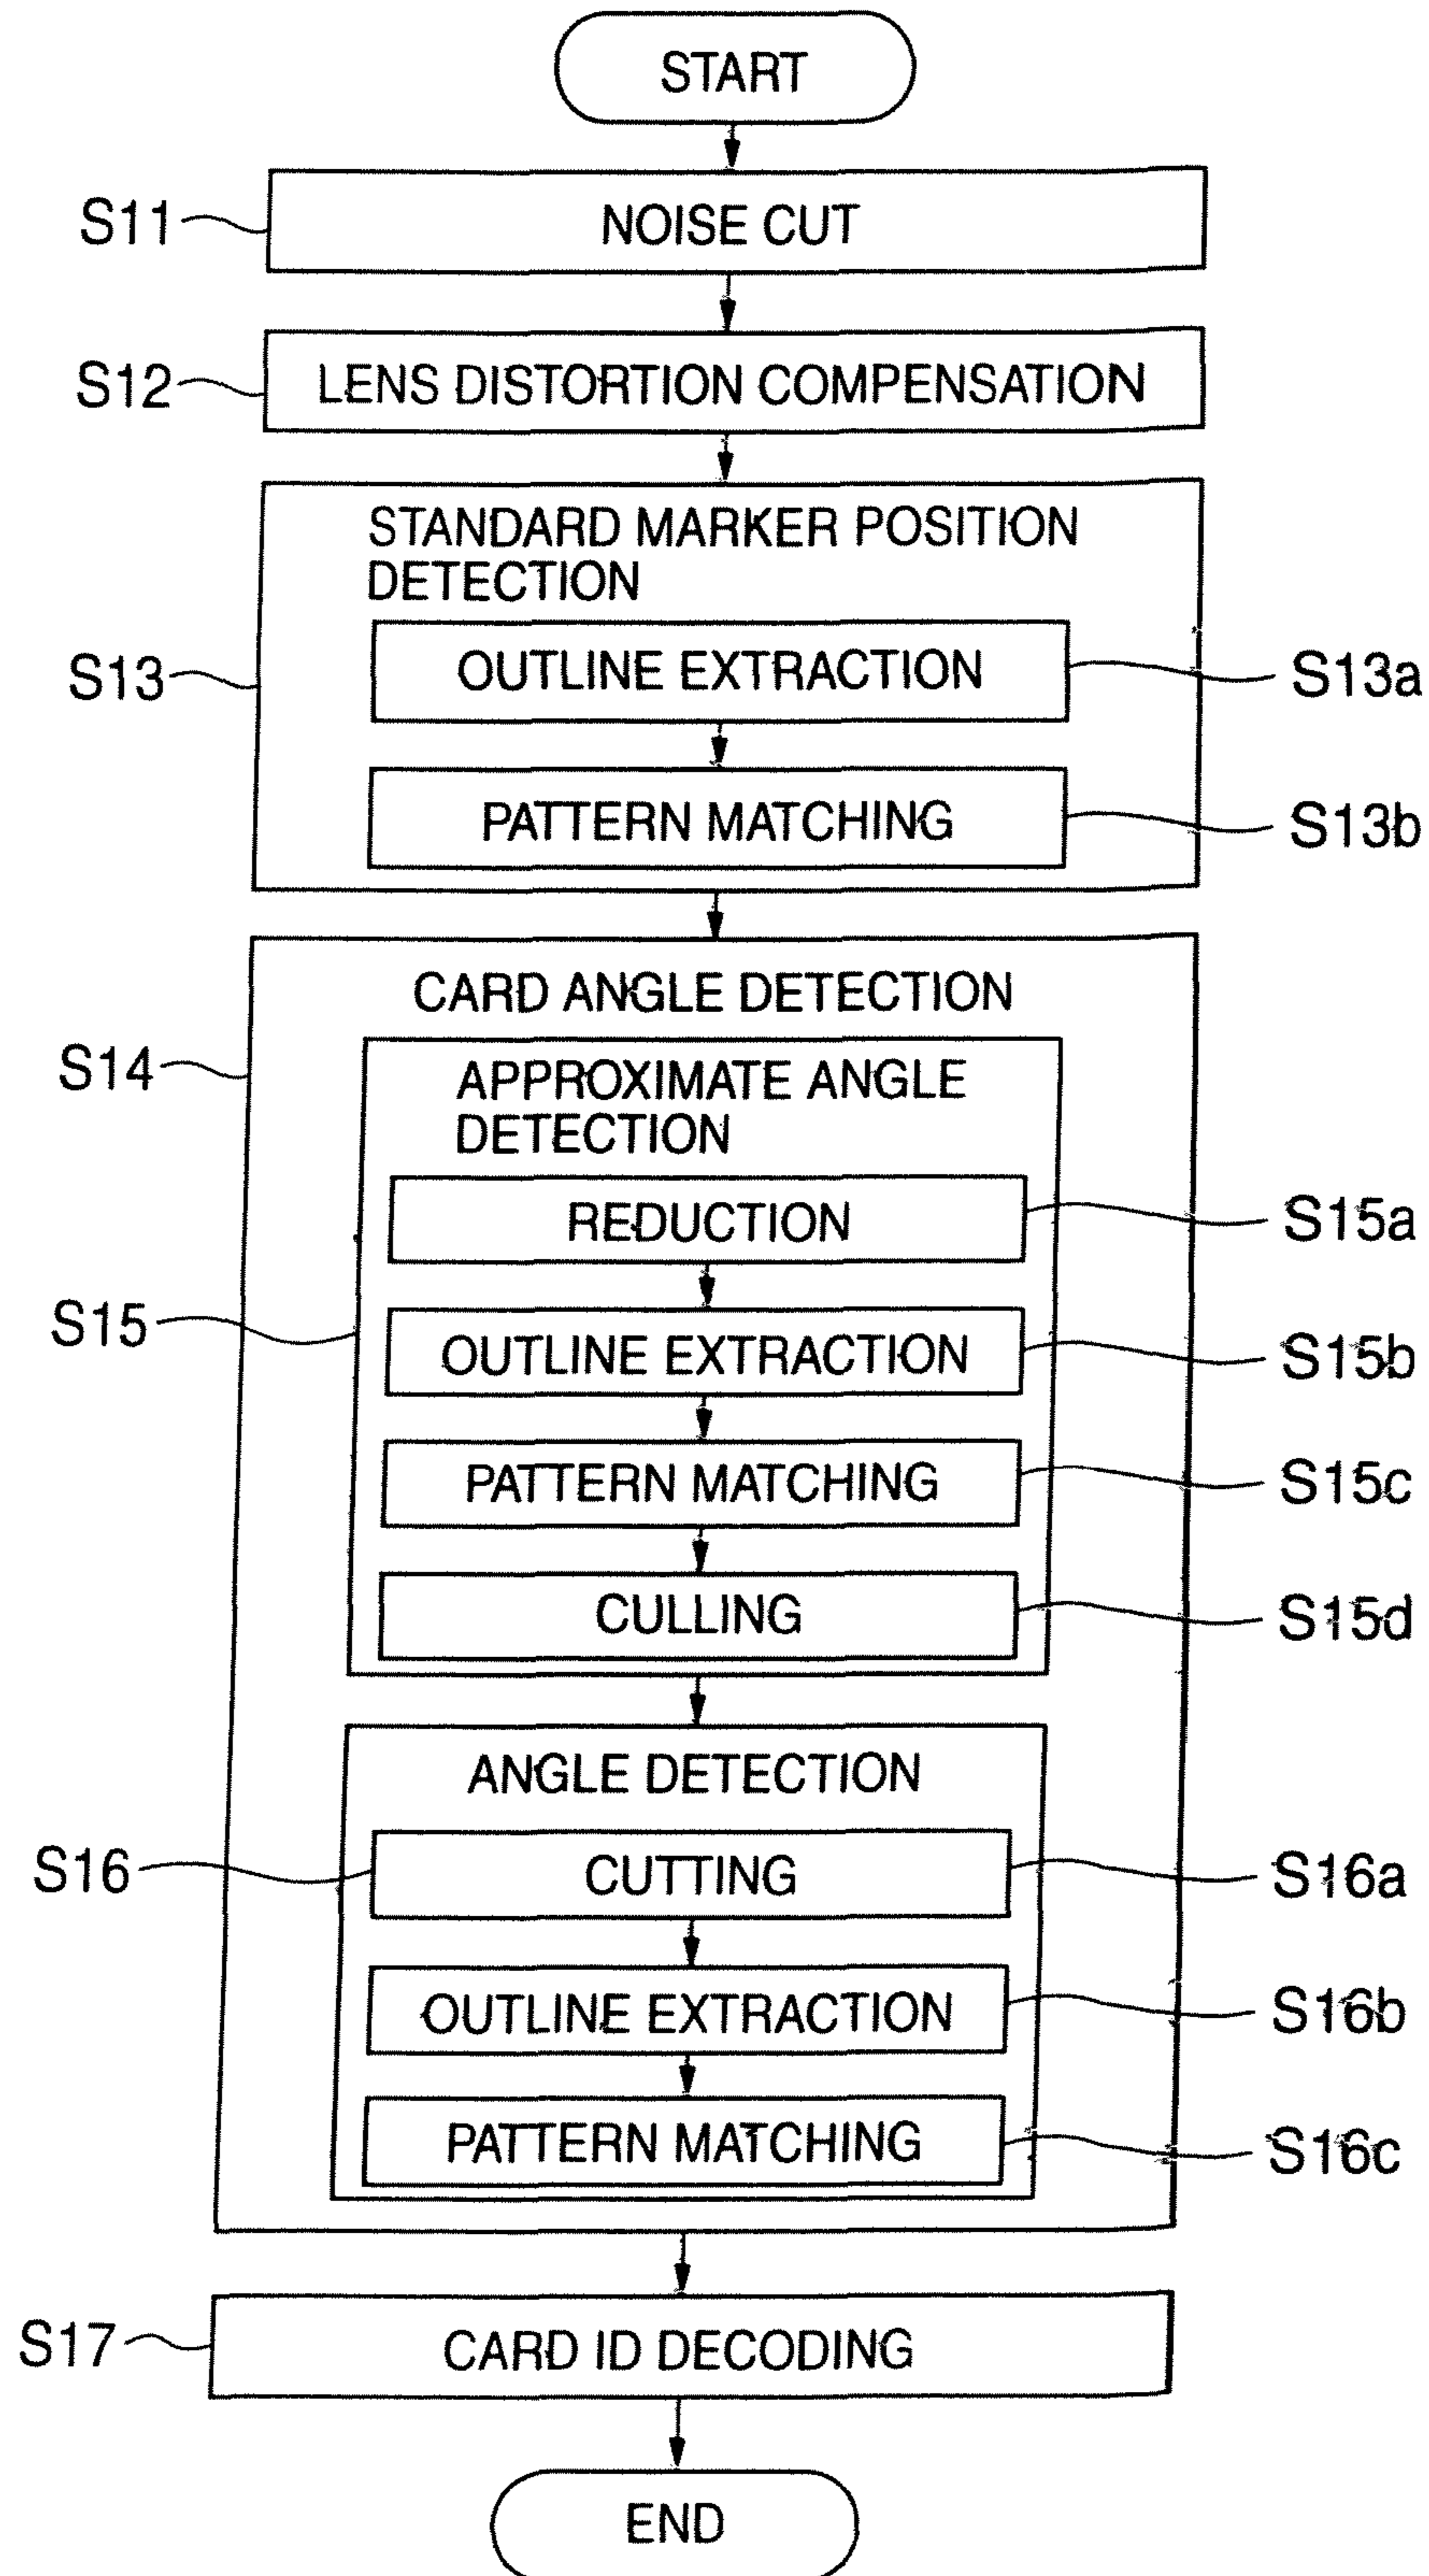 START
S11
NOISE CUT
S12
LENS DISTORTION COMPENSATION
STANDARD MARKER POSITION
DETECTION
S13
OUTLINE EXTRACTION
S13a
PATTERN MATCHING
S13b
CARD ANGLE DETECTION
S14
APPROXIMATE ANGLE
DETECTION
REDUCTION
S15a
S15
OUTLINE EXTRACTION
S15b
PATTERN MATCHING
S15c
CULLING
S15d
ANGLE DETECTION
S16
CUTTING
S16a
OUTLINE EXTRACTION
S16b
PATTERN MATCHING
S16c
S17
CARD ID DECODING
END